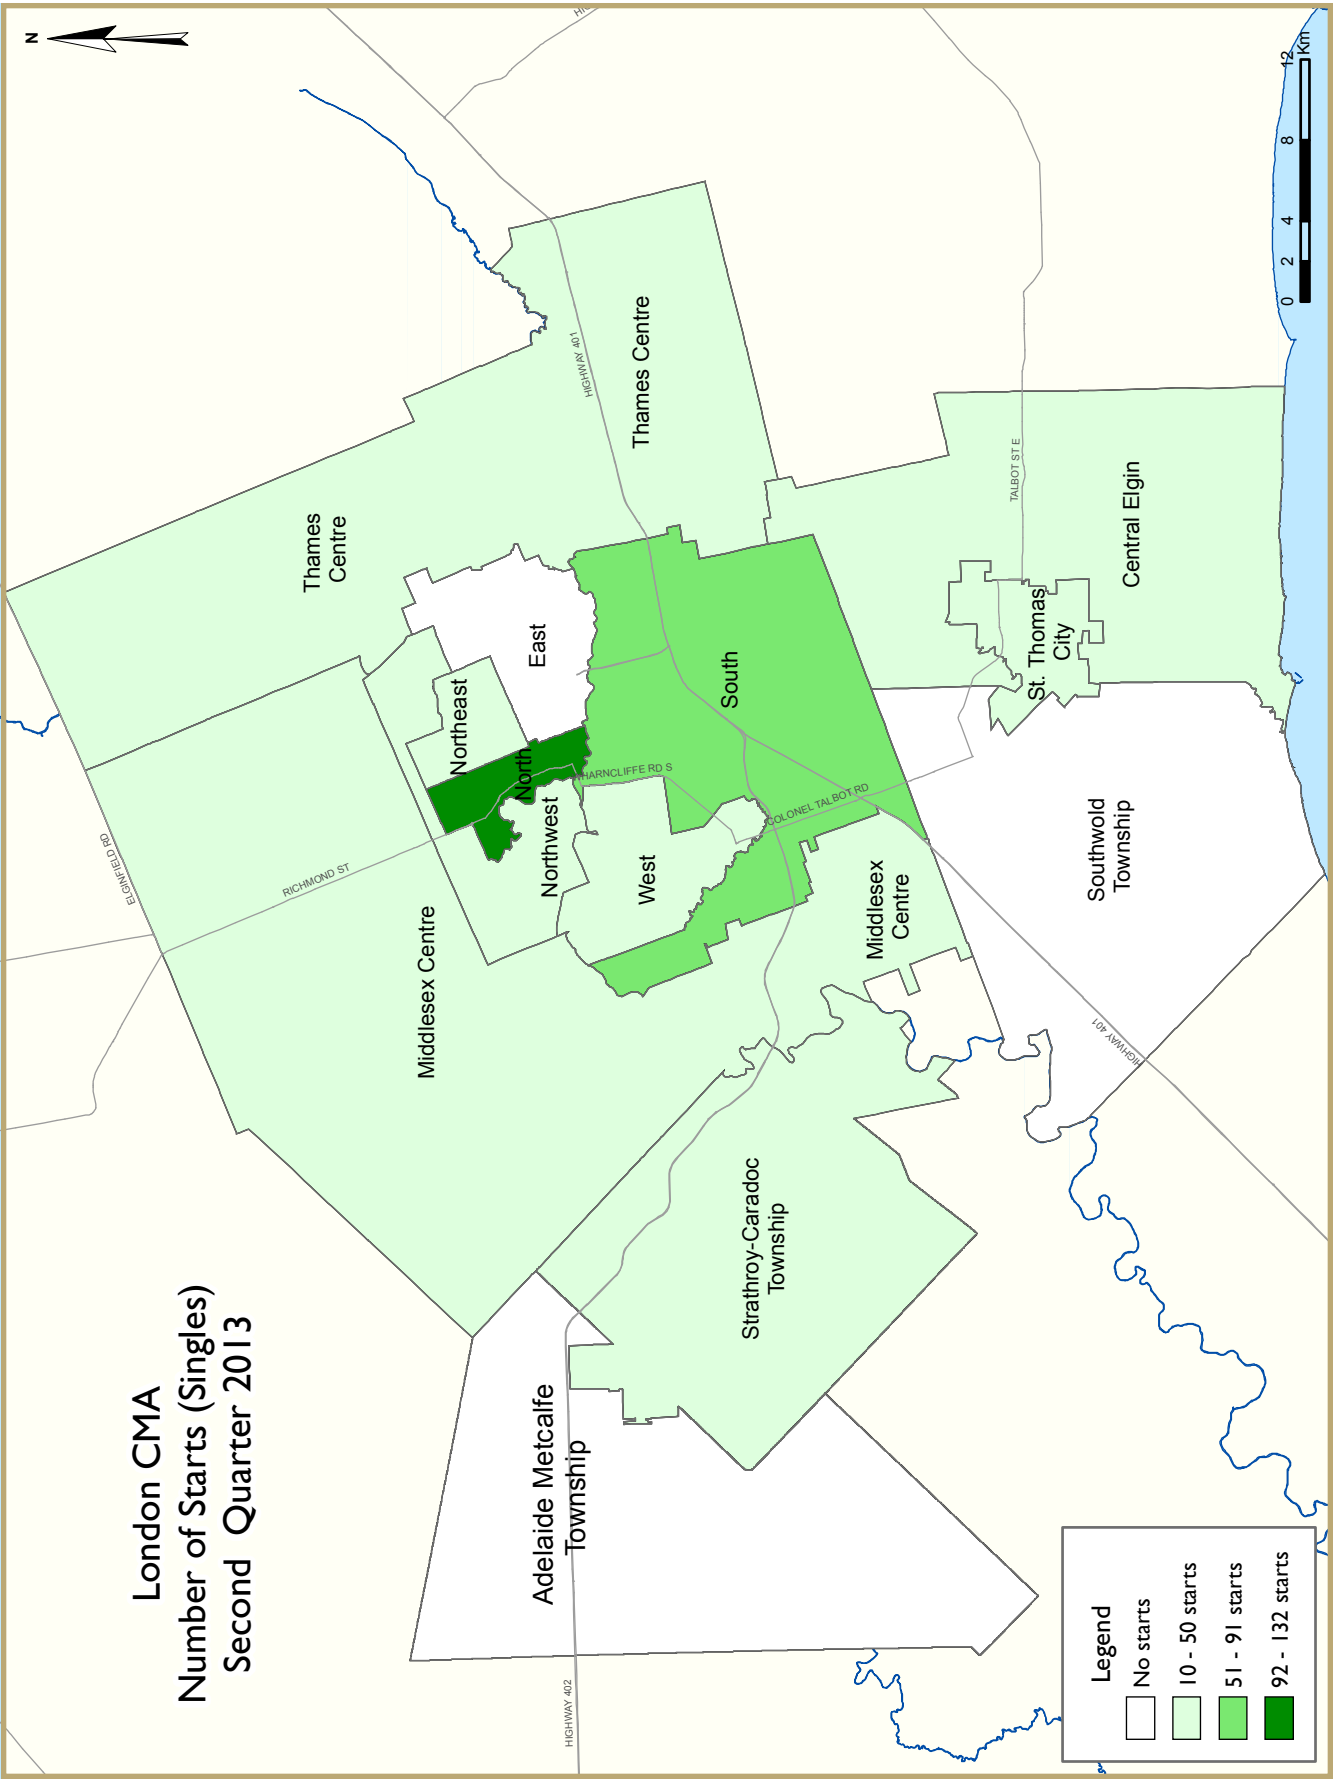 London CMA
Number of Starts (Singles)
Second Quarter 2013
N
ELGINFIELD RD
RICHMOND ST
Thames
Centre
Middlesex Centre
Northeast
North
East
Northwest
West
WHARNCLIFFE RD S
South
COLONEL TALBOT RD
HIGHWAY 401
Thames Centre
Middlesex
Centre
Adelaide Metcalfe
Township
HIGHWAY 402
Strathroy-Caradoc
Township
TALBOT ST E
St. Thomas
City
Central Elgin
Southwold
Township
HIGHWAY 401
Legend
No starts
10 - 50 starts
51 - 91 starts
92 - 132 starts
0 2 4 8 12
Km